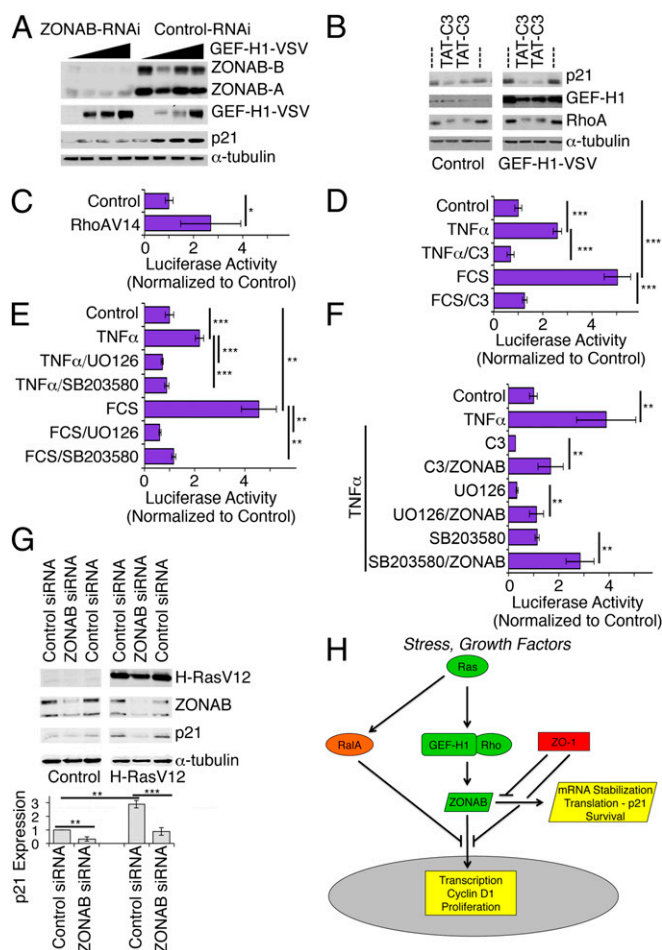 A
ZONAB-RNAi Control-RNAi
GEF-H1-VSV
ZONAB-B
ZONAB-A
GEF-H1-VSV
p21
α-tubulin
B
TAT-C3
TAT-C3
TAT-C3
TAT-C3
p21
GEF-H1
RhoA
α-tubulin
Control GEF-H1-VSV
C
Control
RhoAV14
*
0 2 4
Luciferase Activity
(Normalized to Control)
D
Control
TNFα
TNFα/C3
FCS
FCS/C3
***
***
***
***
0 2 4
Luciferase Activity
(Normalized to Control)
E
Control
TNFα
TNFα/UO126
TNFα/SB203580
FCS
FCS/UO126
FCS/SB203580
***
***
***
**
**
**
0 2 4
Luciferase Activity
(Normalized to Control)
F
Control
TNFα
C3
C3/ZONAB
UO126
UO126/ZONAB
SB203580
SB203580/ZONAB
TNFα
**
**
**
**
0 2 4
Luciferase Activity
(Normalized to Control)
G
Control siRNA
ZONAB siRNA
Control siRNA
Control siRNA
ZONAB siRNA
Control siRNA
H-RasV12
ZONAB
p21
α-tubulin
Control H-RasV12
p21 Expression
3
2
1
0
**
**
***
Control siRNA
ZONAB siRNA
Control siRNA
ZONAB siRNA
H
Stress, Growth Factors
Ras
RalA
GEF-H1 Rho
ZO-1
ZONAB
mRNA Stabilization
Translation - p21
Survival
Transcription
Cyclin D1
Proliferation